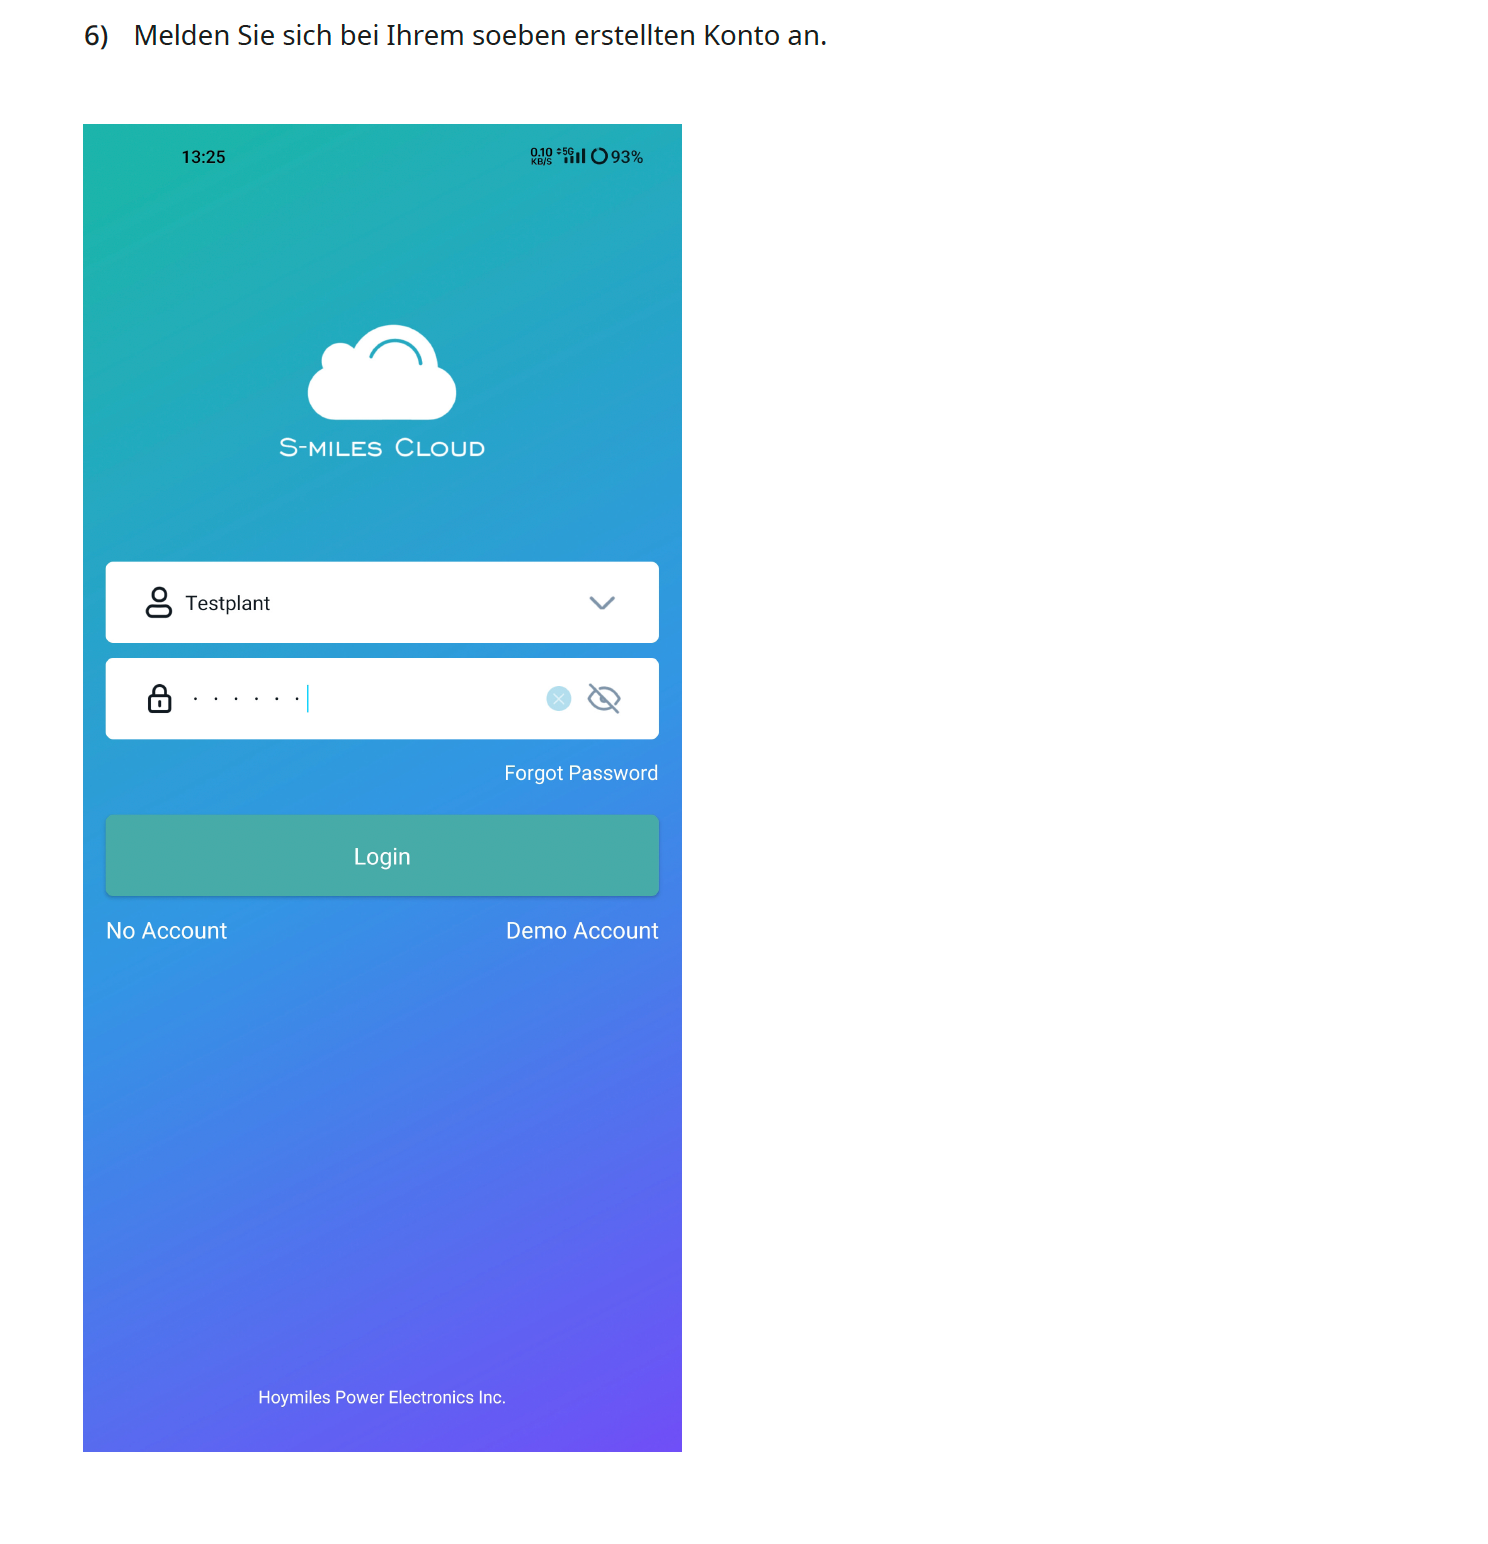 6) Melden Sie sich bei Ihrem soeben erstellten Konto an.
13:25
0.10 KB/S 5G 93%
S-MILES CLOUD
Testplant
Forgot Password
Login
No Account Demo Account
Hoymiles Power Electronics Inc.